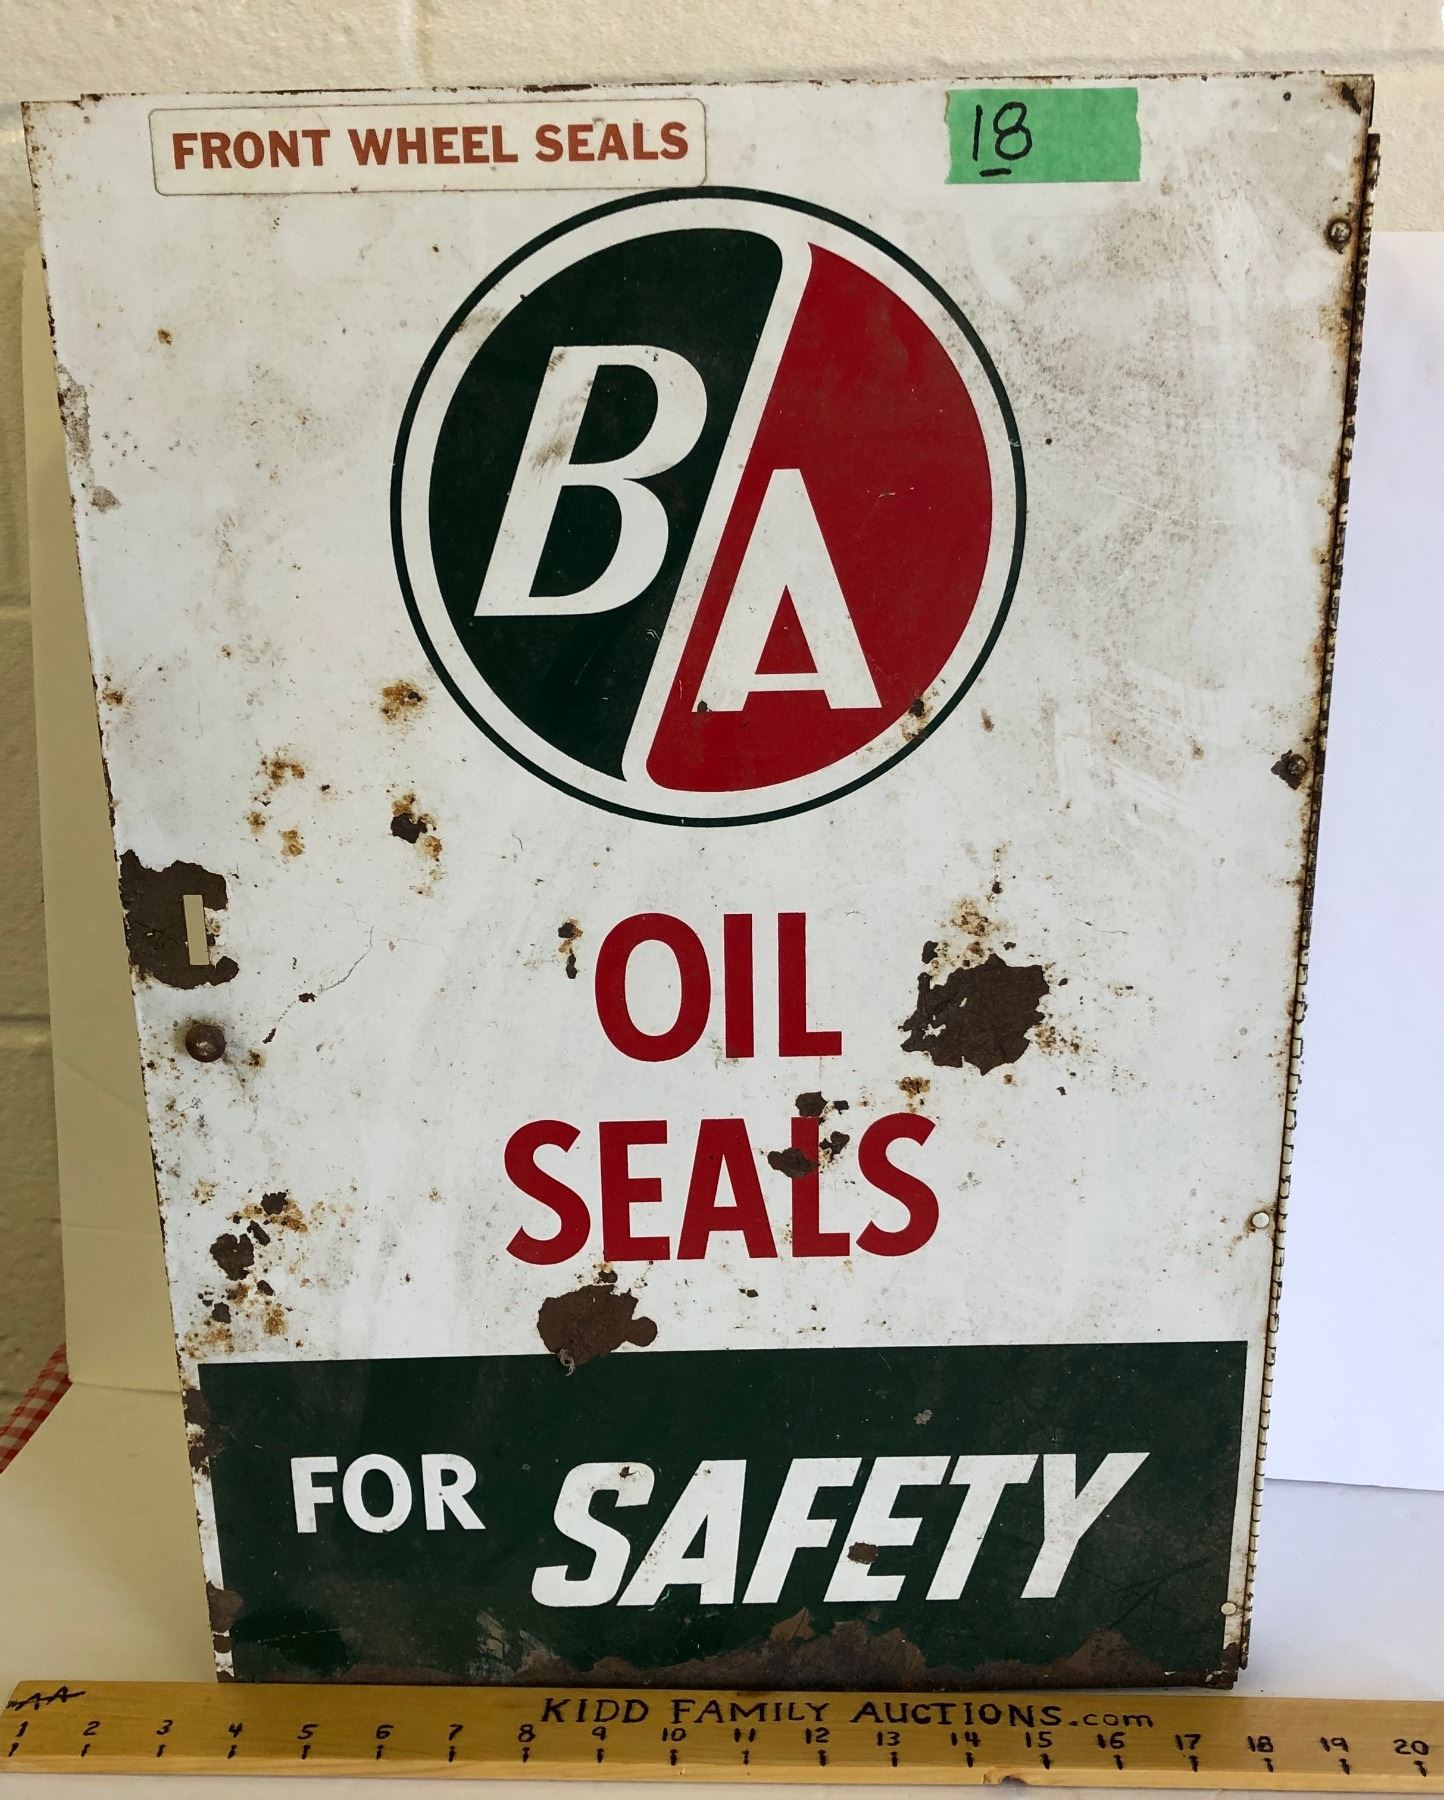 FRONT WHEEL SEALS
18
BA
OIL
SEALS
FOR SAFETY
KIDD FAMILY AUCTIONS.com
1 2 3 4 5 6 7 8 9 10 11 12 13 14 15 16 17 18 19 20